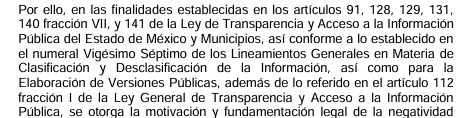 Por ello, en las finalidades establecidas en los artículos 91, 128, 129, 131,
140 fracción VII, y 141 de la Ley de Transparencia y Acceso a la Información
Pública del Estado de México y Municipios, así conforme a lo establecido en
el numeral Vigésimo Séptimo de los Lineamientos Generales en Materia de
Clasificación y Desclasificación de la Información, así como para la
Elaboración de Versiones Públicas, además de lo referido en el artículo 112
fracción I de la Ley General de Transparencia y Acceso a la Información
Pública, se otorga la motivación y fundamentación legal de la negatividad